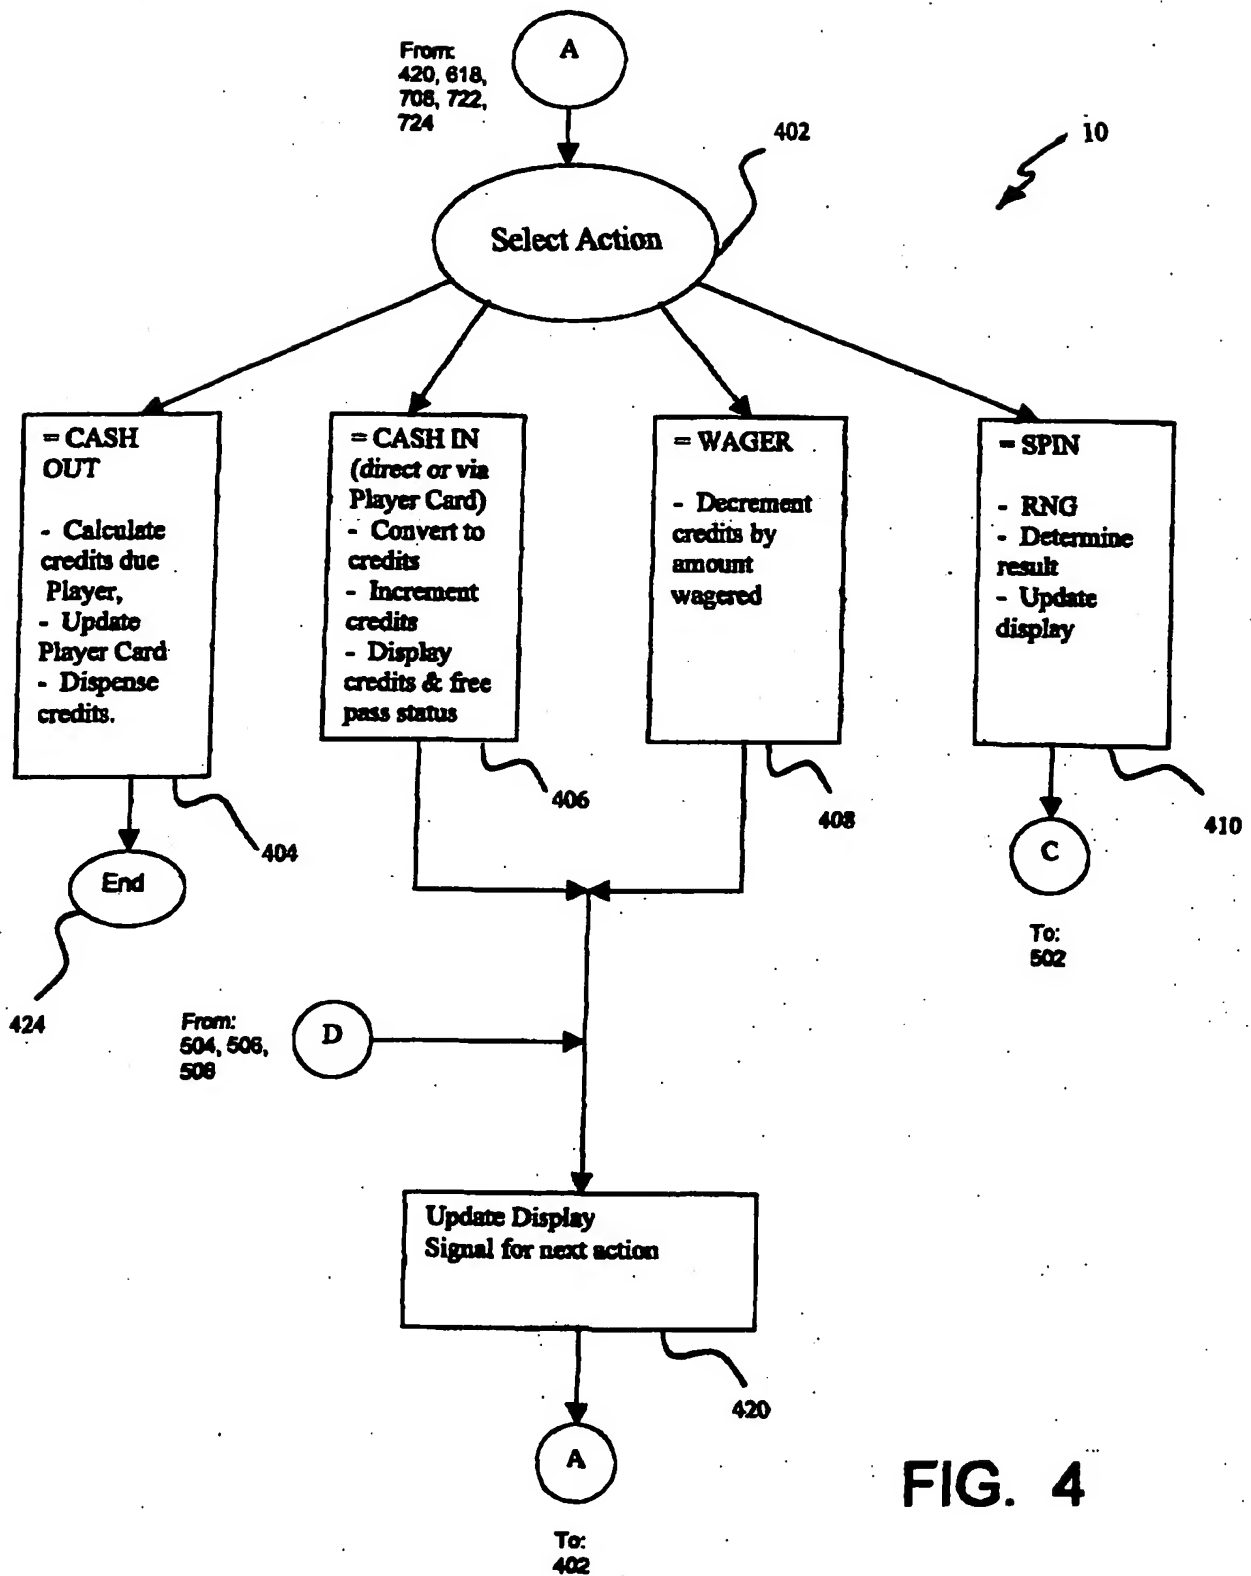 A
From:
420, 618,
708, 722,
724
402
10
Select Action
= CASH
OUT
- Calculate
credits due
Player,
- Update
Player Card
- Dispense
credits.
= CASH IN
(direct or via
Player Card)
- Convert to
credits
- Increment
credits
- Display
credits & free
pass status
= WAGER
- Decrement
credits by
amount
wagered
= SPIN
- RNG
- Determine
result
- Update
display
404
406
408
410
End
C
To:
502
424
From:
504, 506,
508
D
Update Display
Signal for next action
420
A
To:
402
FIG. 4